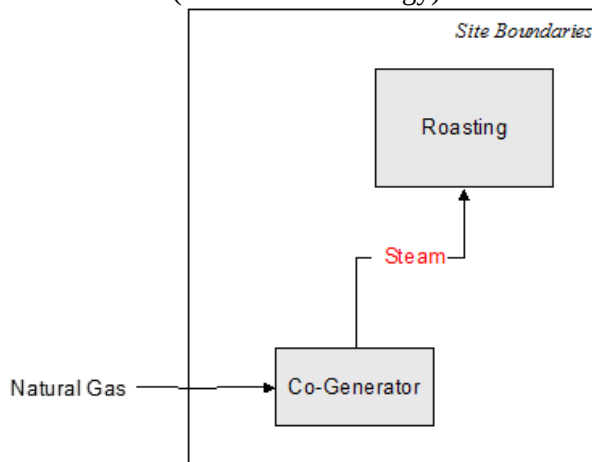 Site Boundaries
Roasting
Steam
Natural Gas
Co-Generator